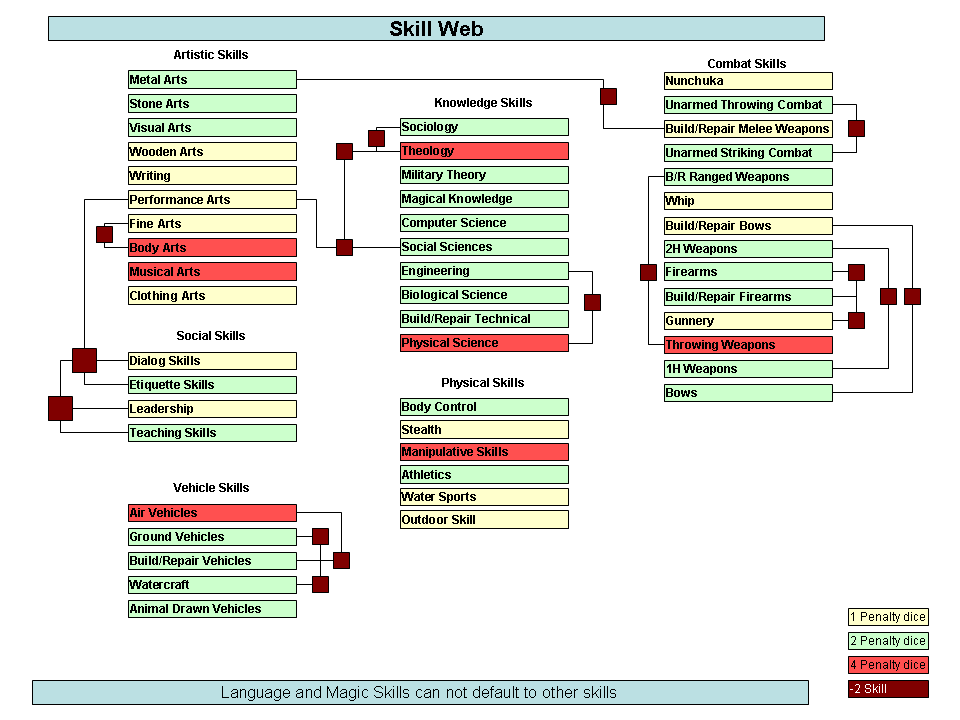 Skill Web
Artistic Skills
Metal Arts
Stone Arts
Visual Arts
Wooden Arts
Writing
Performance Arts
Fine Arts
Body Arts
Musical Arts
Clothing Arts
Social Skills
Dialog Skills
Etiquette Skills
Leadership
Teaching Skills
Vehicle Skills
Air Vehicles
Ground Vehicles
Build/Repair Vehicles
Watercraft
Animal Drawn Vehicles
Knowledge Skills
Sociology
Theology
Military Theory
Magical Knowledge
Computer Science
Social Sciences
Engineering
Biological Science
Build/Repair Technical
Physical Science
Physical Skills
Body Control
Stealth
Manipulative Skills
Athletics
Water Sports
Outdoor Skill
Combat Skills
Nunchuka
Unarmed Throwing Combat
Build/Repair Melee Weapons
Unarmed Striking Combat
B/R Ranged Weapons
Whip
Build/Repair Bows
2H Weapons
Firearms
Build/Repair Firearms
Gunnery
Throwing Weapons
1H Weapons
Bows
1 Penalty dice
2 Penalty dice
4 Penalty dice
-2 Skill
Language and Magic Skills can not default to other skills